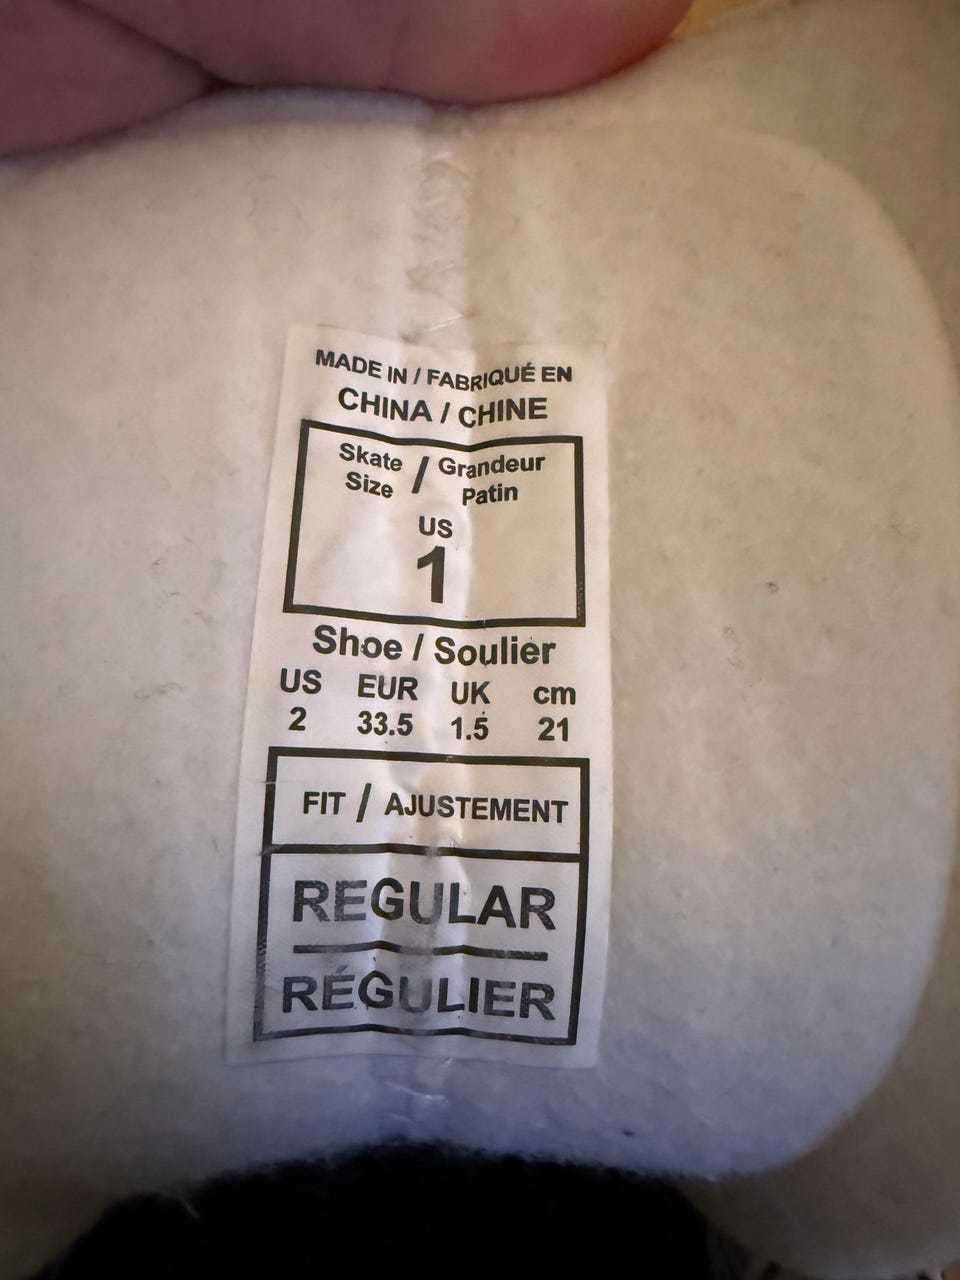 MADE IN / FABRIQUÉ EN
CHINA / CHINE
Skate / Grandeur
Size Patin
US
1
Shoe / Soulier
US EUR UK cm
2 33.5 1.5 21
FIT / AJUSTEMENT
REGULAR
RÉGULIER